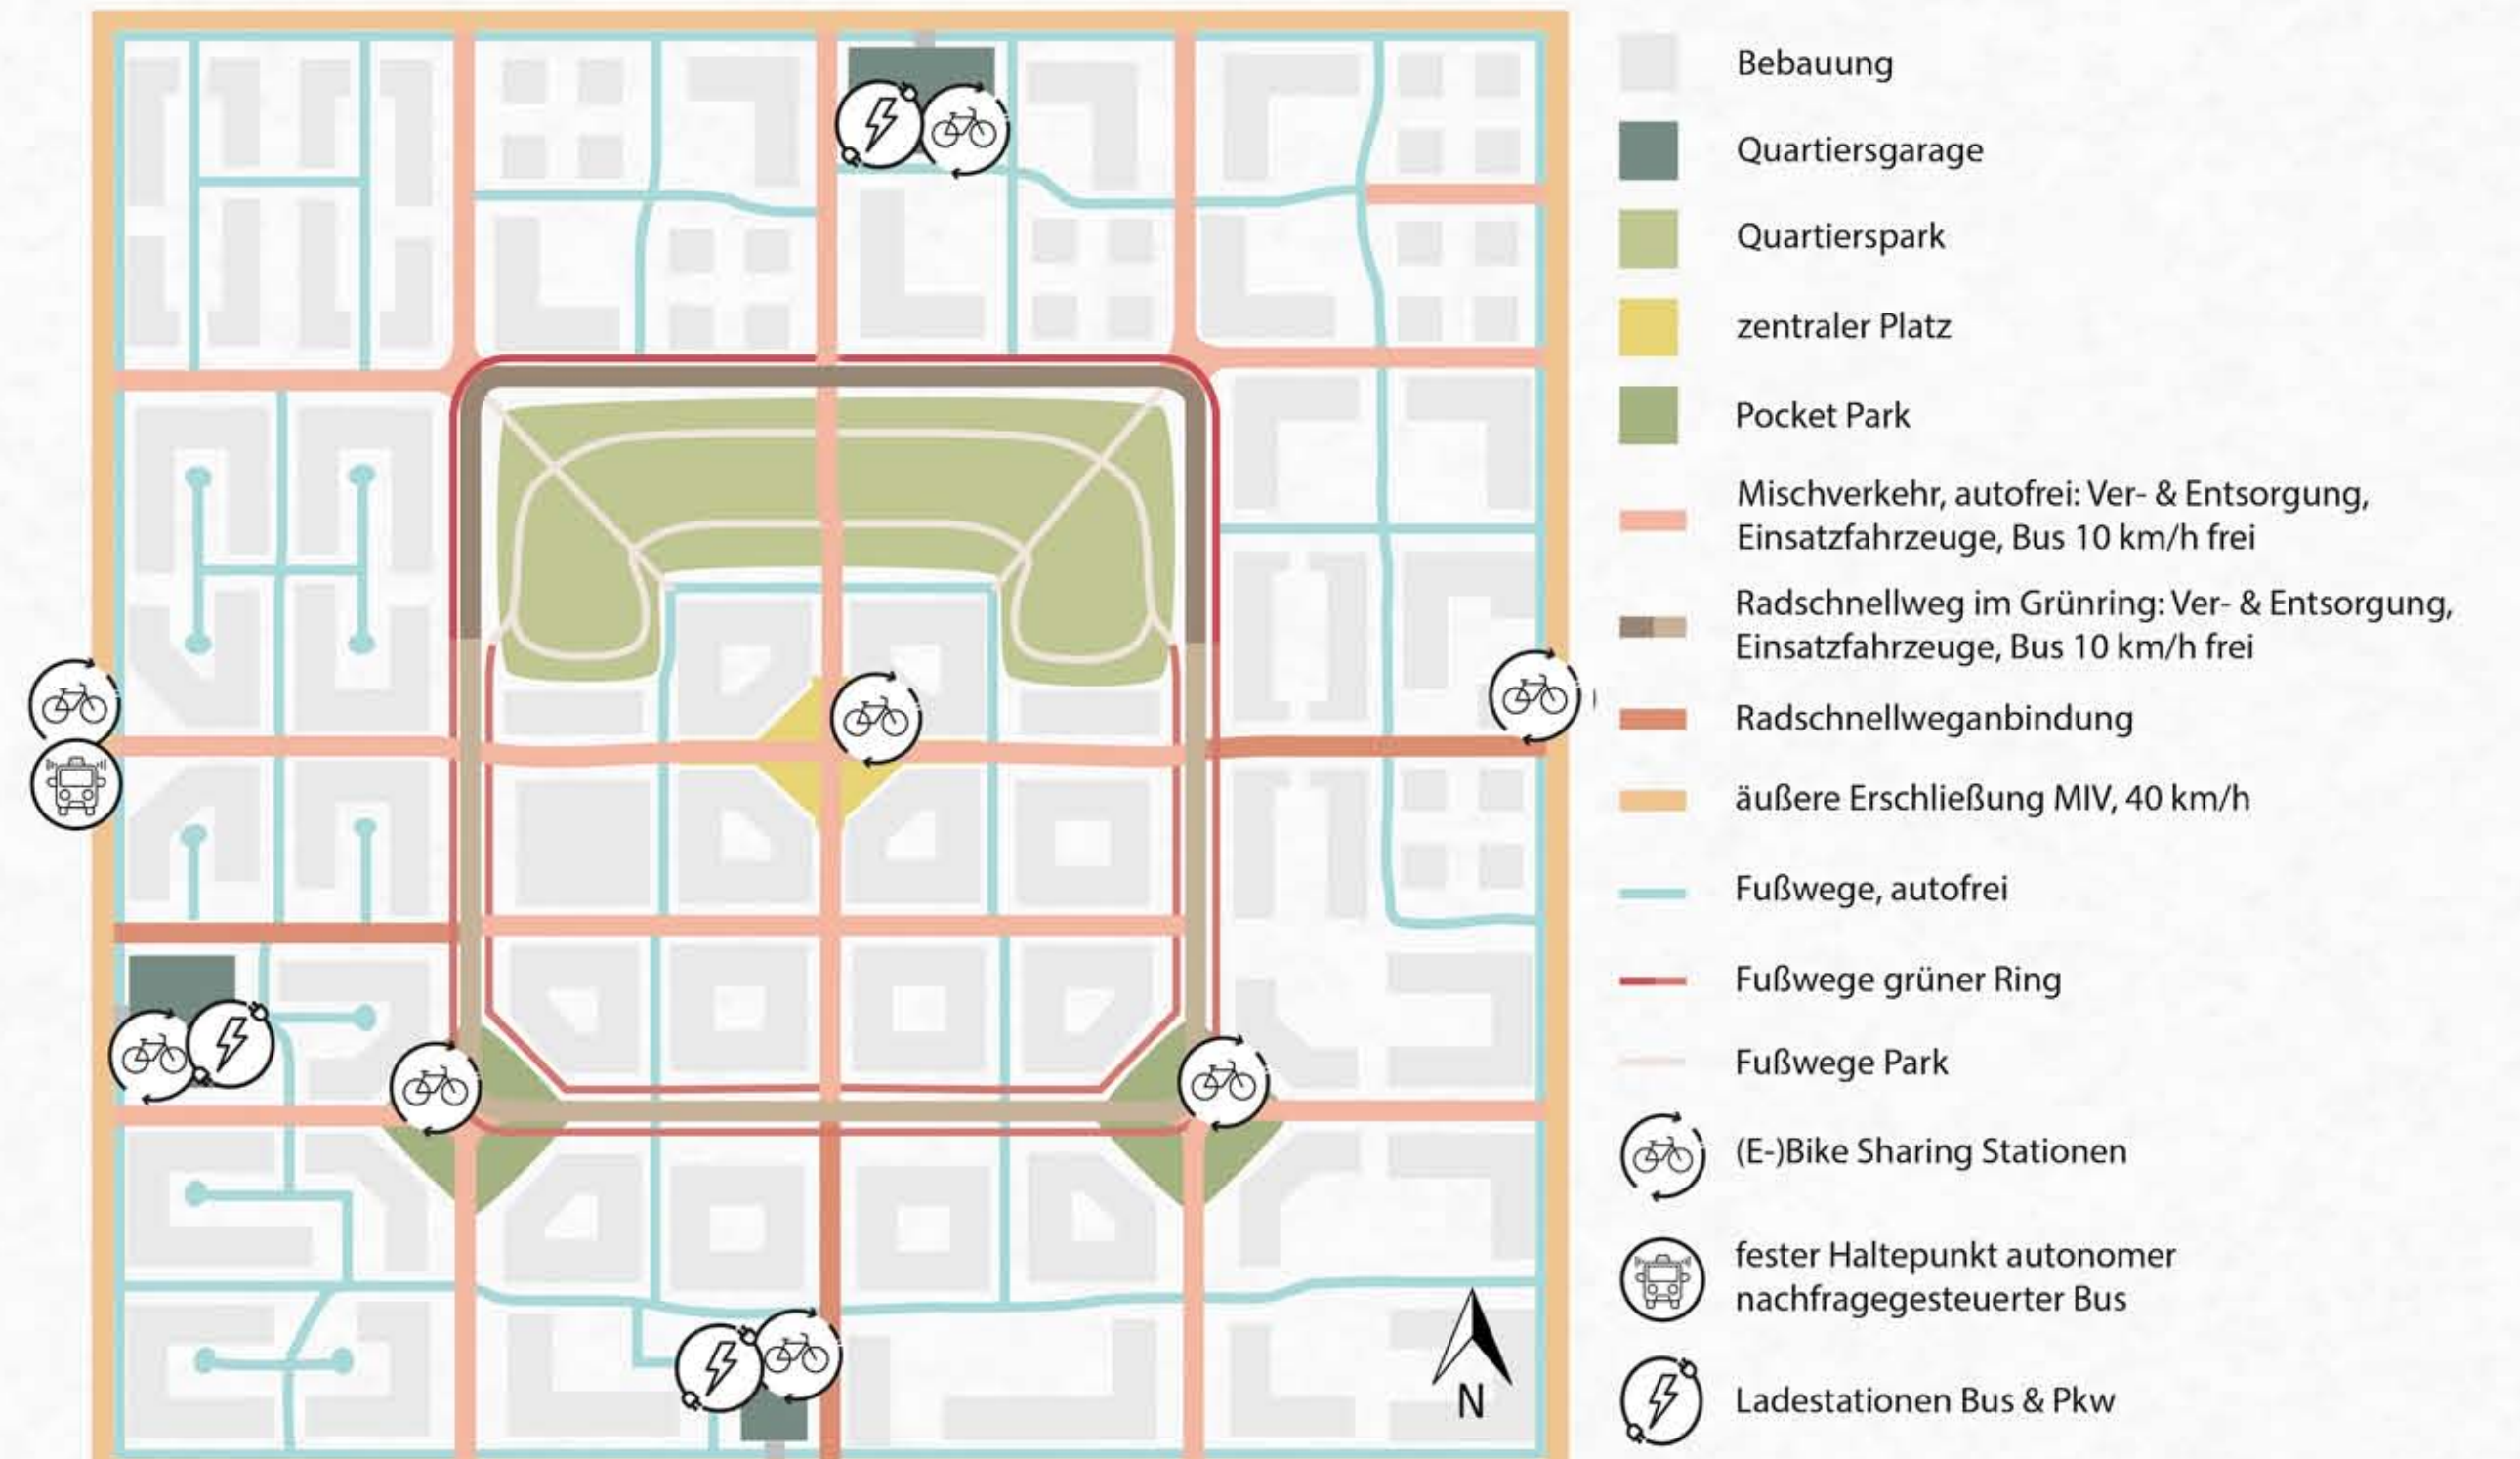 Bebauung
Quartiersgarage
Quartierspark
zentraler Platz
Pocket Park
Mischverkehr, autofrei: Ver- & Entsorgung,
Einsatzfahrzeuge, Bus 10 km/h frei
Radschnellweg im Grünring: Ver- & Entsorgung,
Einsatzfahrzeuge, Bus 10 km/h frei
Radschnellweganbindung
äußere Erschließung MIV, 40 km/h
Fußwege, autofrei
Fußwege grüner Ring
Fußwege Park
(E-)Bike Sharing Stationen
fester Haltepunkt autonomer
nachfragegesteuerter Bus
Ladestationen Bus & Pkw
N